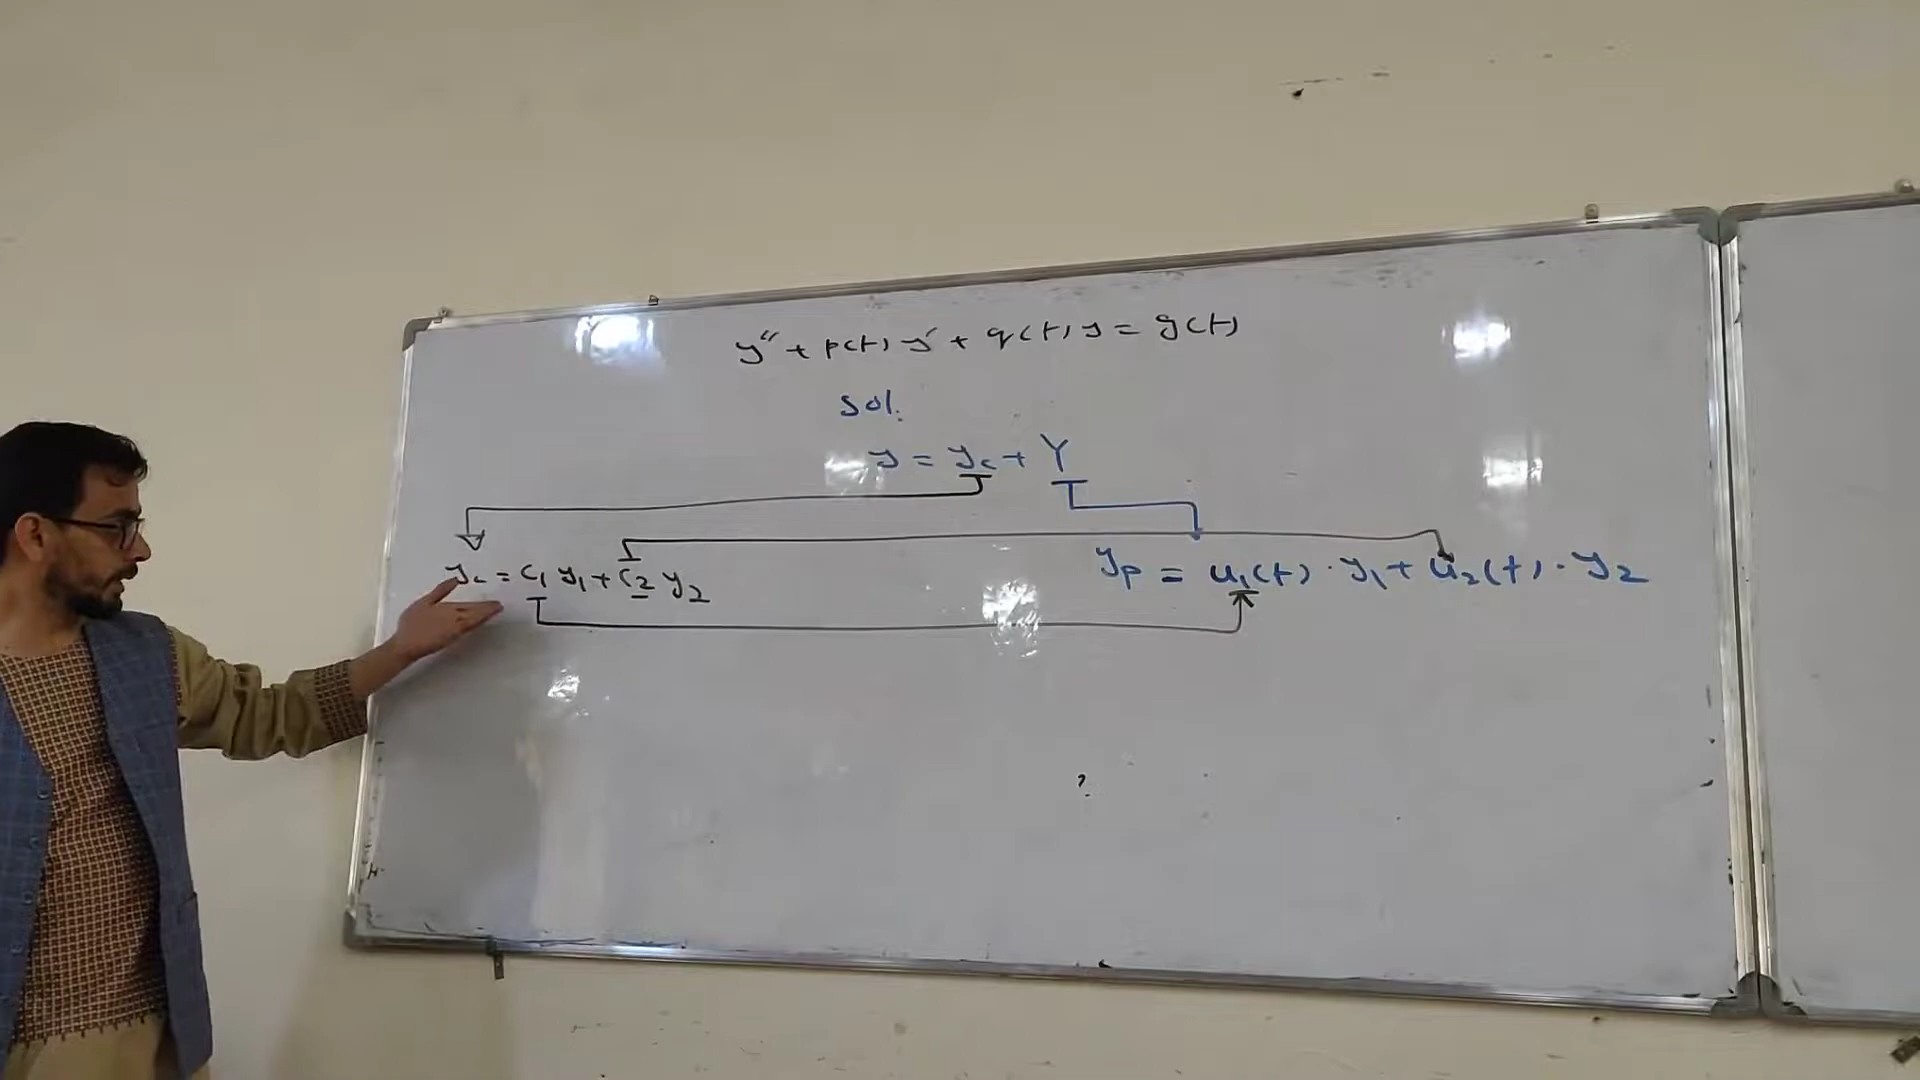 y'' + p(t) y' + q(t) y = g(t)
Sol.
y = yc + Y
yc = c1 y1 + c2 y2
yp = u1(t) · y1 + u2(t) · y2
?